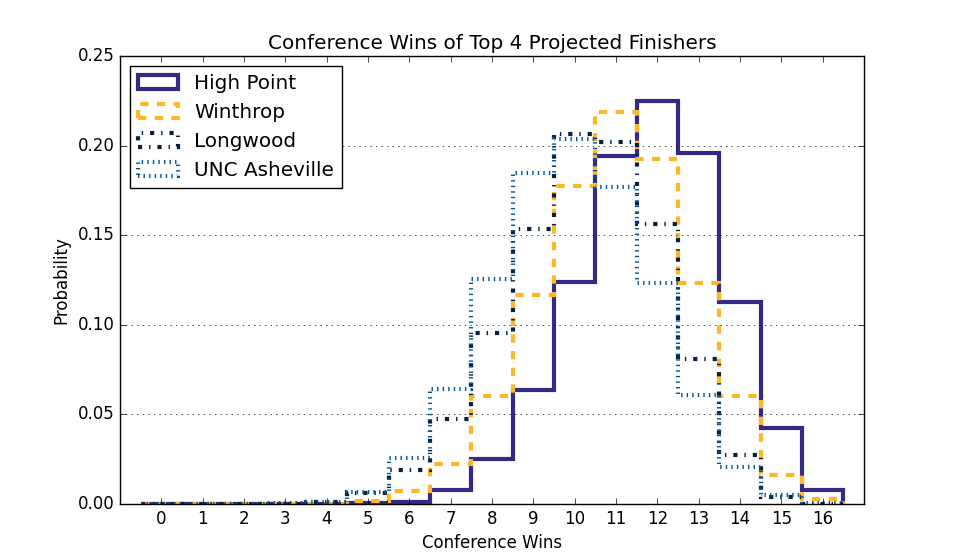 Conference Wins of Top 4 Projected Finishers
High Point
Winthrop
Longwood
UNC Asheville
Probability
0.25
0.20
0.15
0.10
0.05
0.00
0 1 2 3 4 5 6 7 8 9 10 11 12 13 14 15 16
Conference Wins